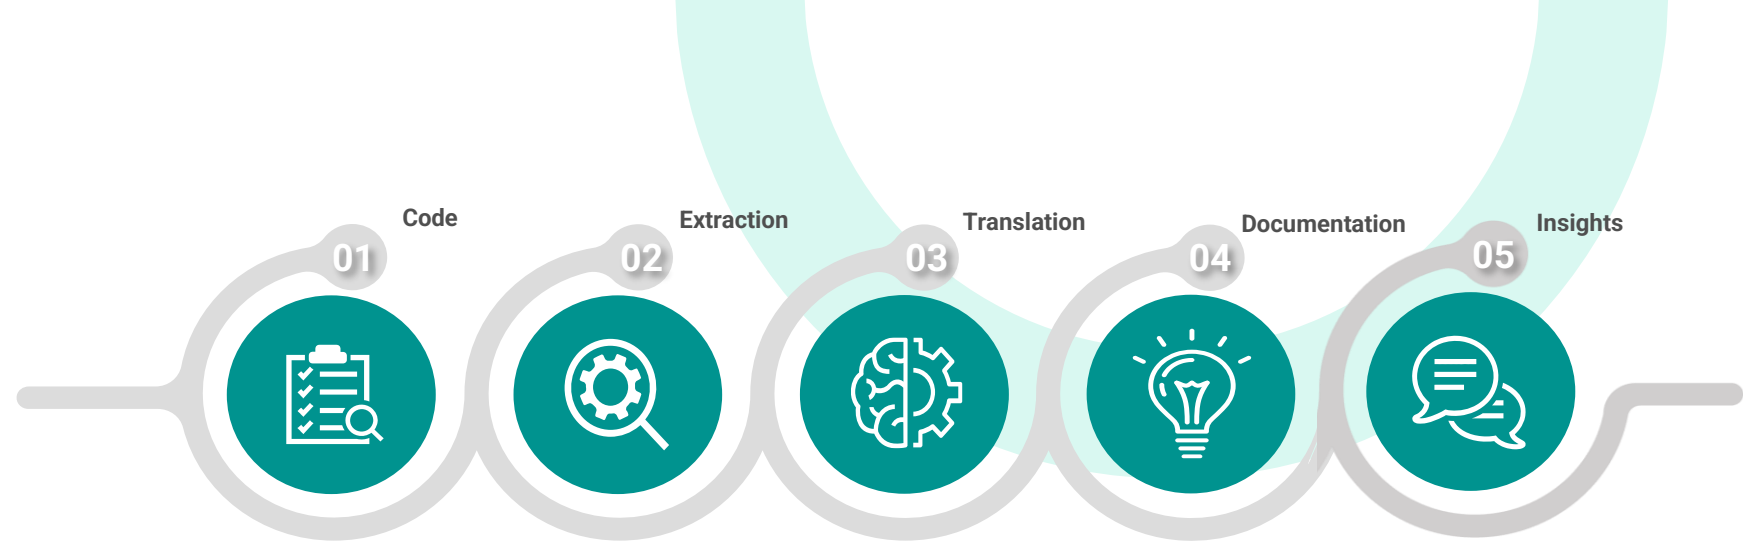 01
Code
02
Extraction
03
Translation
04
Documentation
05
Insights